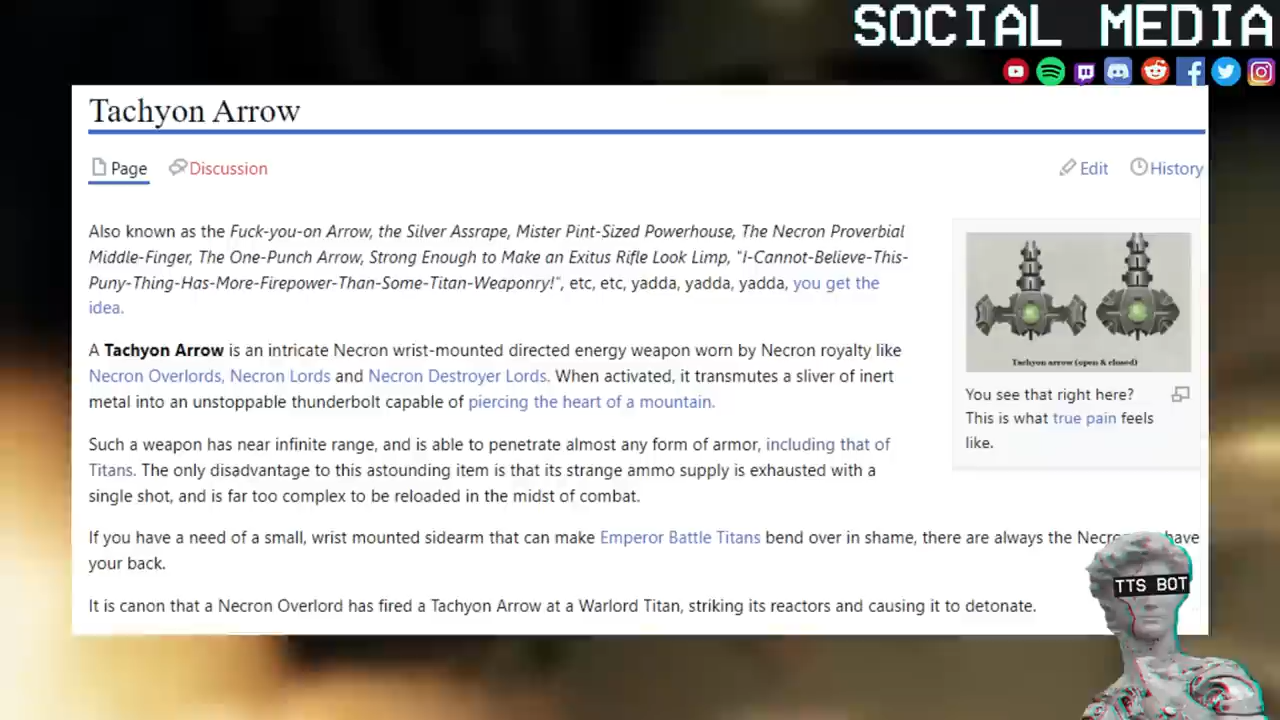 SOCIAL MEDIA
Tachyon Arrow
Page Discussion Edit History
Also known as the Fuck-you-on Arrow, the Silver Assrape, Mister Pint-Sized Powerhouse, The Necron Proverbial
Middle-Finger, The One-Punch Arrow, Strong Enough to Make an Exitus Rifle Look Limp, "I-Cannot-Believe-This-
Puny-Thing-Has-More-Firepower-Than-Some-Titan-Weaponry!", etc, etc, yadda, yadda, yadda, you get the
idea.
A Tachyon Arrow is an intricate Necron wrist-mounted directed energy weapon worn by Necron royalty like
Necron Overlords, Necron Lords and Necron Destroyer Lords. When activated, it transmutes a sliver of inert
metal into an unstoppable thunderbolt capable of piercing the heart of a mountain.
Such a weapon has near infinite range, and is able to penetrate almost any form of armor, including that of
Titans. The only disadvantage to this astounding item is that its strange ammo supply is exhausted with a
single shot, and is far too complex to be reloaded in the midst of combat.
Tachyon arrow (open & closed)
You see that right here?
This is what true pain feels
like.
If you have a need of a small, wrist mounted sidearm that can make Emperor Battle Titans bend over in shame, there are always the have
your back.
It is canon that a Necron Overlord has fired a Tachyon Arrow at a Warlord Titan, striking its reactors and causing it to detonate.
TTS BOT